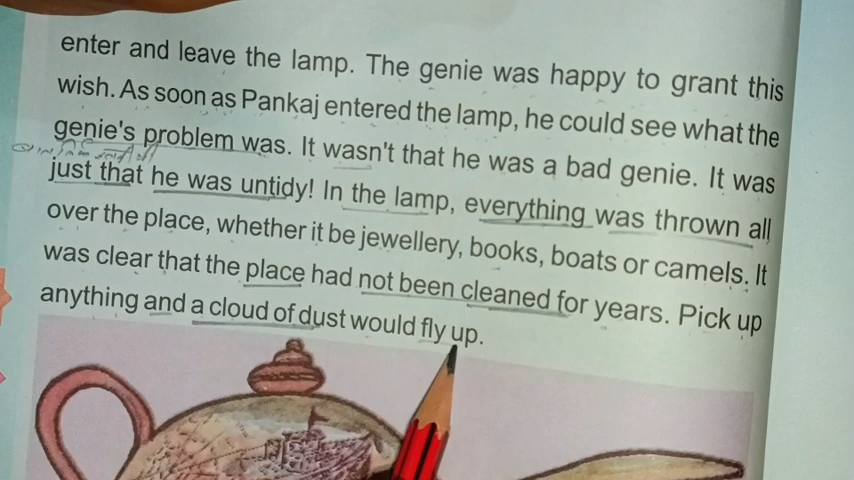 enter and leave the lamp. The genie was happy to grant this
wish. As soon as Pankaj entered the lamp, he could see what the
genie's problem was. It wasn't that he was a bad genie. It was
just that he was untidy! In the lamp, everything was thrown all
over the place, whether it be jewellery, books, boats or camels. It
was clear that the place had not been cleaned for years. Pick up
anything and a cloud of dust would fly up.